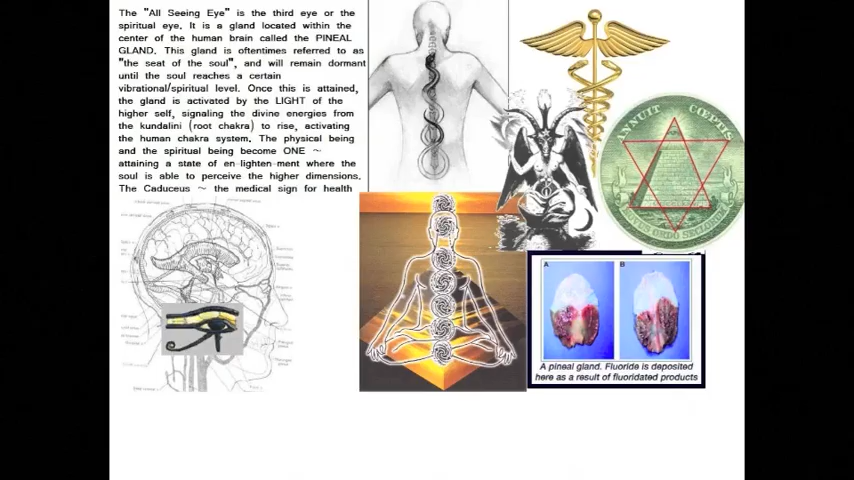 The "All Seeing Eye" is the third eye or the
spiritual eye. It is a gland located within the
center of the human brain called the PINEAL
GLAND. This gland is oftentimes referred to as
"the seat of the soul", and will remain dormant
until the soul reaches a certain
vibrational/spiritual level. Once this is attained,
the gland is activated by the LIGHT of the
higher self, signaling the divine energies from
the kundalini (root chakra) to rise, activating
the human chakra system. The physical being
and the spiritual being become ONE ~
attaining a state of en-lighten-ment where the
soul is able to perceive the higher dimensions.
The Caduceus ~ the medical sign for health
ANNUIT CŒPTIS
ORDO SECLORUM
A B
A pineal gland. Fluoride is deposited
here as a result of fluoridated products